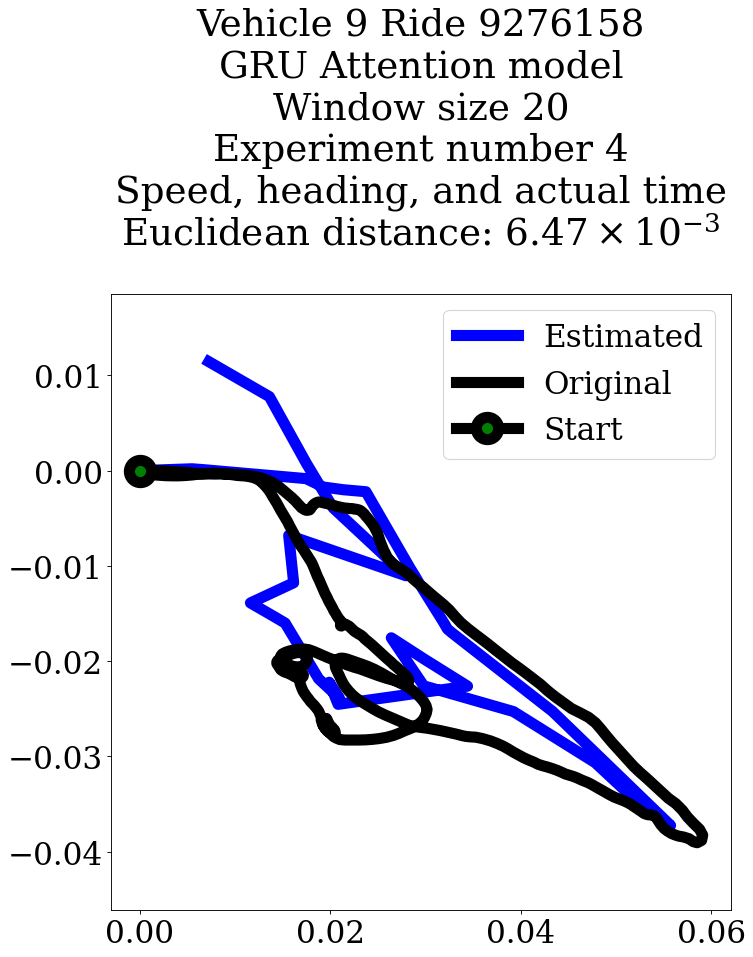 Vehicle 9 Ride 9276158
GRU Attention model
Window size 20
Experiment number 4
Speed, heading, and actual time
Euclidean distance: 6.47 × 10⁻³
Estimated
Original
Start
0.01
0.00
−0.01
−0.02
−0.03
−0.04
0.00 0.02 0.04 0.06